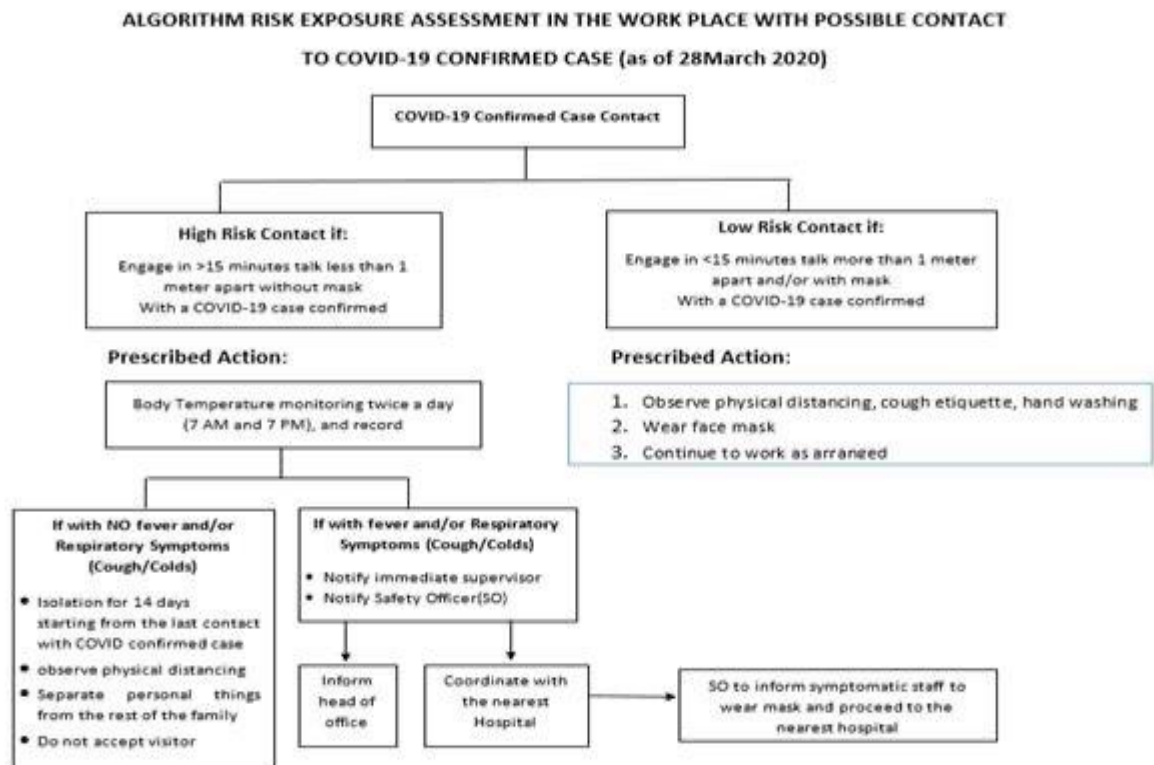 ALGORITHM RISK EXPOSURE ASSESSMENT IN THE WORK PLACE WITH POSSIBLE CONTACT
TO COVID-19 CONFIRMED CASE (as of 28March 2020)
COVID-19 Confirmed Case Contact
High Risk Contact if:
Engage in >15 minutes talk less than 1
meter apart without mask
With a COVID-19 case confirmed
Low Risk Contact if:
Engage in <15 minutes talk more than 1 meter
apart and/or with mask
With a COVID-19 case confirmed
Prescribed Action:
Body Temperature monitoring twice a day
(7 AM and 7 PM), and record
Prescribed Action:
1. Observe physical distancing, cough etiquette, hand washing
2. Wear face mask
3. Continue to work as arranged
If with NO fever and/or
Respiratory Symptoms
(Cough/Colds)
• Isolation for 14 days
starting from the last contact
with COVID confirmed case
• observe physical distancing
• Separate personal things
from the rest of the family
• Do not accept visitor
If with fever and/or Respiratory
Symptoms (Cough/Colds)
• Notify immediate supervisor
• Notify Safety Officer(SO)
Inform
head of
office
Coordinate with
the nearest
Hospital
SO to inform symptomatic staff to
wear mask and proceed to the
nearest hospital